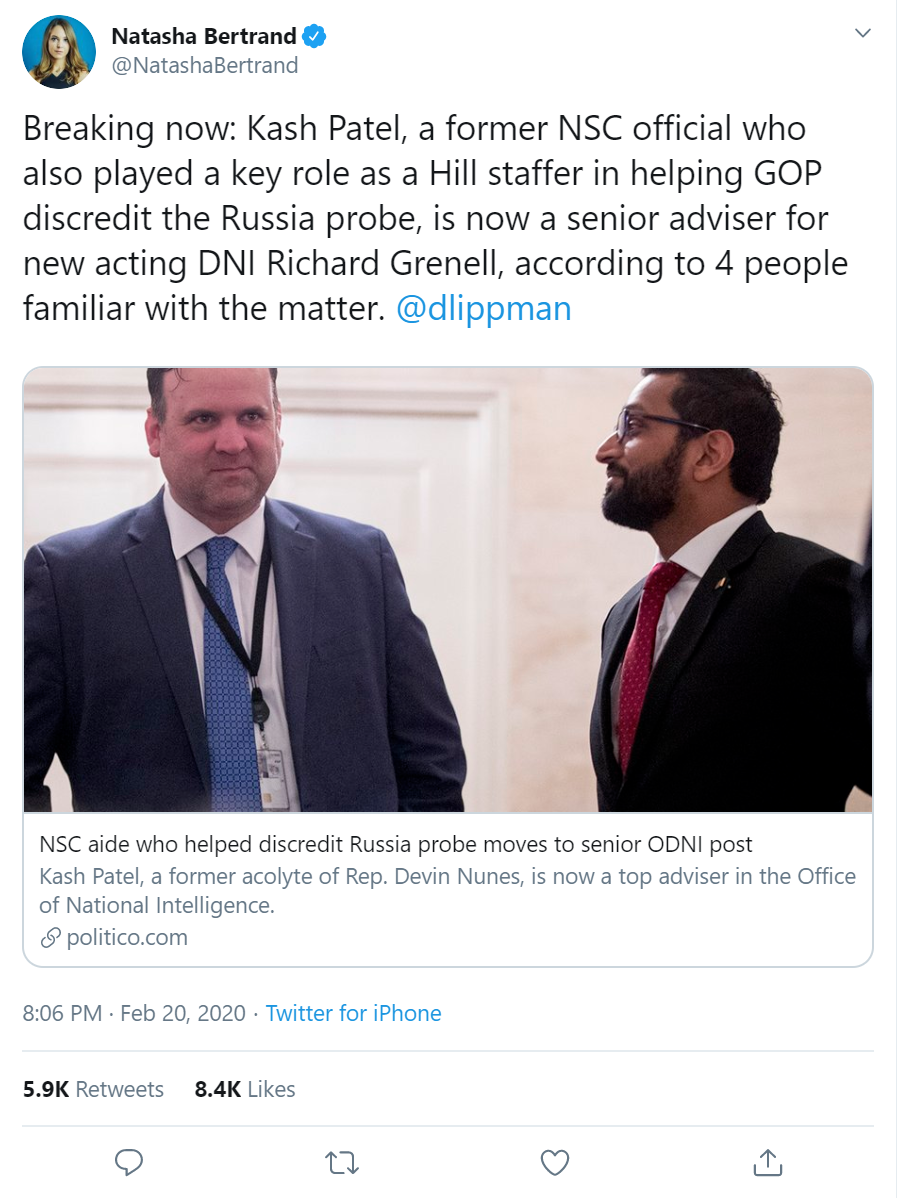 Natasha Bertrand
@NatashaBertrand
Breaking now: Kash Patel, a former NSC official who
also played a key role as a Hill staffer in helping GOP
discredit the Russia probe, is now a senior adviser for
new acting DNI Richard Grenell, according to 4 people
familiar with the matter. @dlippman
NSC aide who helped discredit Russia probe moves to senior ODNI post
Kash Patel, a former acolyte of Rep. Devin Nunes, is now a top adviser in the Office
of National Intelligence.
politico.com
8:06 PM · Feb 20, 2020 · Twitter for iPhone
5.9K Retweets 8.4K Likes